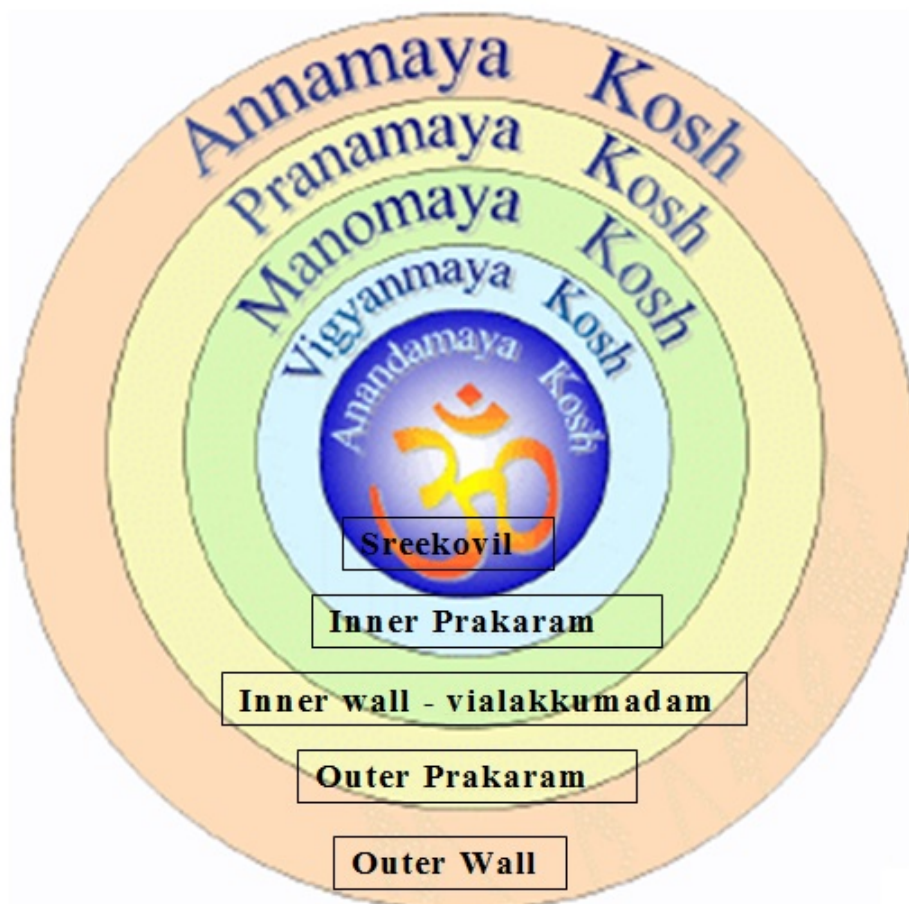 Annamaya Kosh
Pranamaya Kosh
Manomaya Kosh
Vigyanmaya Kosh
Anandamaya Kosh
ॐ
Sreekovil
Inner Prakaram
Inner wall - vialakkumadam
Outer Prakaram
Outer Wall